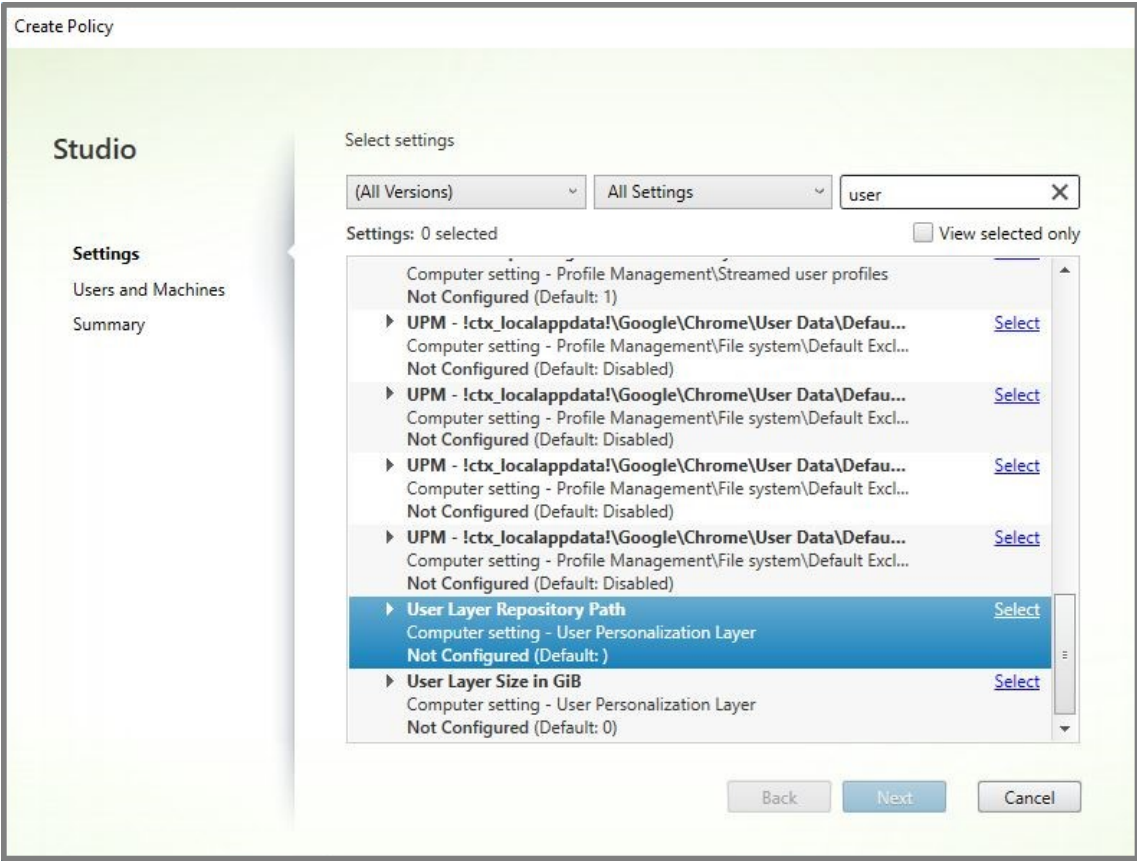 Create Policy
Studio
Settings
Users and Machines
Summary
Select settings
(All Versions)
All Settings
user
Settings: 0 selected
View selected only
Computer setting - Profile Management\Streamed user profiles
Not Configured (Default: 1)
UPM - !ctx_localappdata!\Google\Chrome\User Data\Defau... Select
Computer setting - Profile Management\File system\Default Excl...
Not Configured (Default: Disabled)
UPM - !ctx_localappdata!\Google\Chrome\User Data\Defau... Select
Computer setting - Profile Management\File system\Default Excl...
Not Configured (Default: Disabled)
UPM - !ctx_localappdata!\Google\Chrome\User Data\Defau... Select
Computer setting - Profile Management\File system\Default Excl...
Not Configured (Default: Disabled)
UPM - !ctx_localappdata!\Google\Chrome\User Data\Defau... Select
Computer setting - Profile Management\File system\Default Excl...
Not Configured (Default: Disabled)
User Layer Repository Path Select
Computer setting - User Personalization Layer
Not Configured (Default: )
User Layer Size in GiB Select
Computer setting - User Personalization Layer
Not Configured (Default: 0)
Back
Next
Cancel